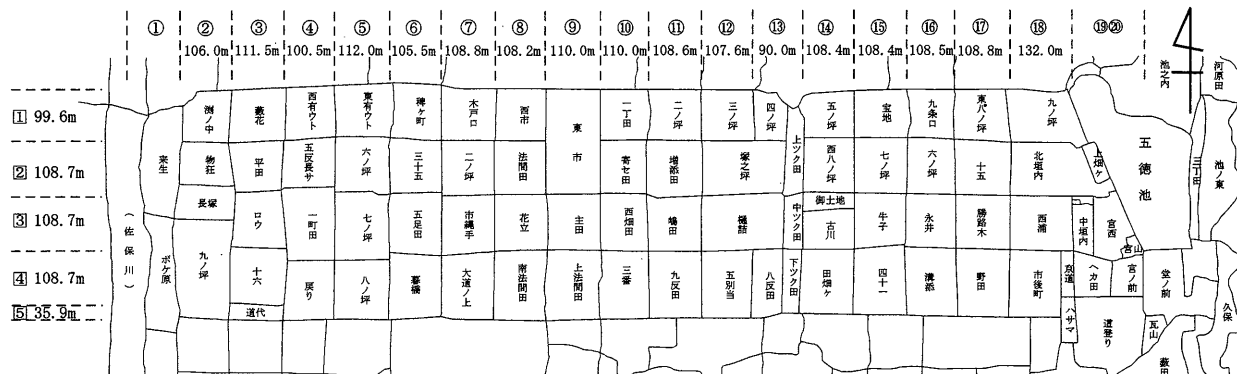 ① ② ③ ④ ⑤ ⑥ ⑦ ⑧ ⑨ ⑩ ⑪ ⑫ ⑬ ⑭ ⑮ ⑯ ⑰ ⑱ ⑲⑳
106.0m 111.5m 100.5m 112.0m 105.5m 108.8m 108.2m 110.0m 110.0m 108.6m 107.6m 90.0m 108.4m 108.4m 108.5m 108.8m 132.0m
池之内
河原田
1 99.6m
渕ノ中
藪花
西有ウト
東有ウト
稗ヶ町
木戸口
西市
東市
一丁田
二ノ坪
三ノ坪
四ノ坪
上ツク田
五ノ坪
宝地
九条口
東八ノ坪
九ノ坪
五徳池
2 108.7m
来生
物狂
平田
五反長サ
六ノ坪
三十五
二ノ坪
法間田
寄セ田
増添田
塚之坪
西八ノ坪
七ノ坪
六ノ坪
十五
北垣内
上畑ヶ
三丁田
池ノ東
長塚
御土地
3 108.7m
(佐保川)
ロウ
一町田
七ノ坪
五足田
市縄手
花立
主田
西畑田
嶋田
樋詰
中ツク田
古川
牛子
永井
勝路木
西浦
中垣内
宮西
宮山
4 108.7m
ボケ原
九ノ坪
十六
戻り
八ノ坪
暮橋
大道ノ上
南法間田
上法間田
三番
九反田
五別当
八反田
下ツク田
田畑ヶ
四十一
溝添
野田
市後町
京道
ヘカ田
宮ノ前
堂ノ前
5 35.9m
道代
ハサマ
道登り
瓦山
久保
藪田